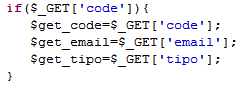 if($_GET['code']){
$get_code=$_GET['code'];
$get_email=$_GET['email'];
$get_tipo=$_GET['tipo'];
}